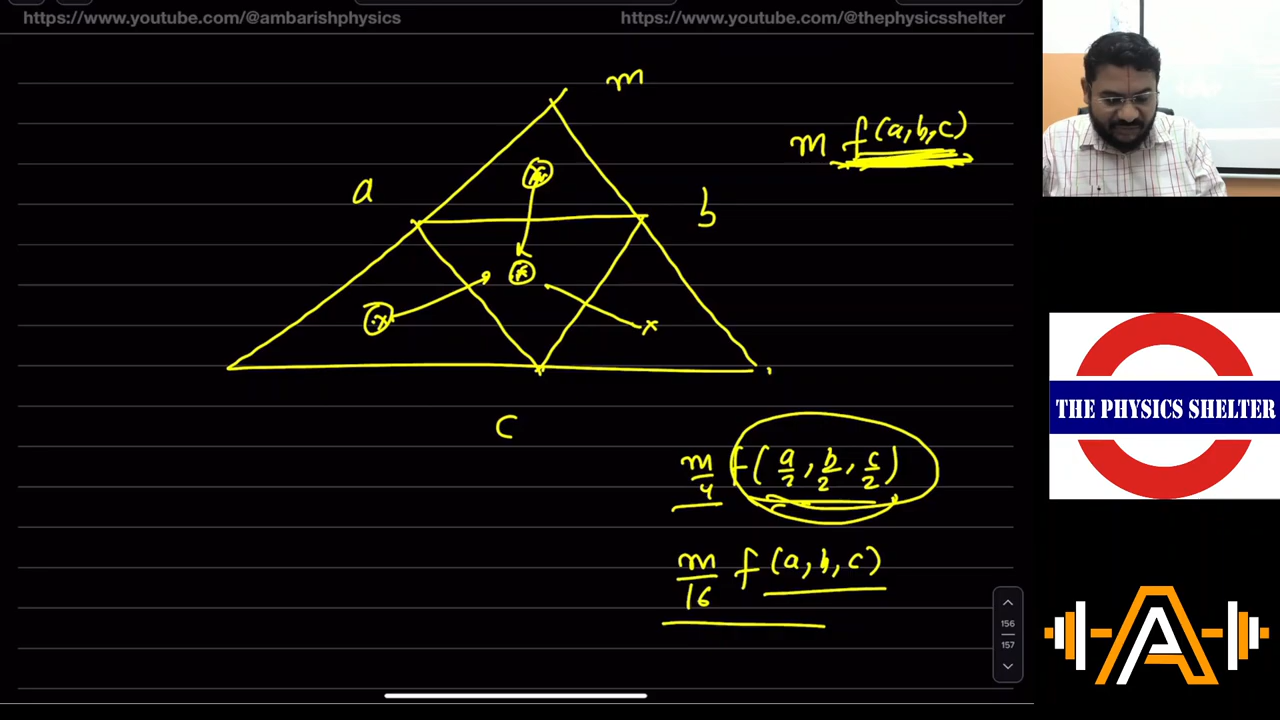 https://www.youtube.com/@ambarishphysics
https://www.youtube.com/@thephysicsshelter
m
m f(a,b,c)
a
b
c
m/4 f(a/2, b/2, c/2)
m/16 f(a,b,c)
156
157
THE PHYSICS SHELTER
A